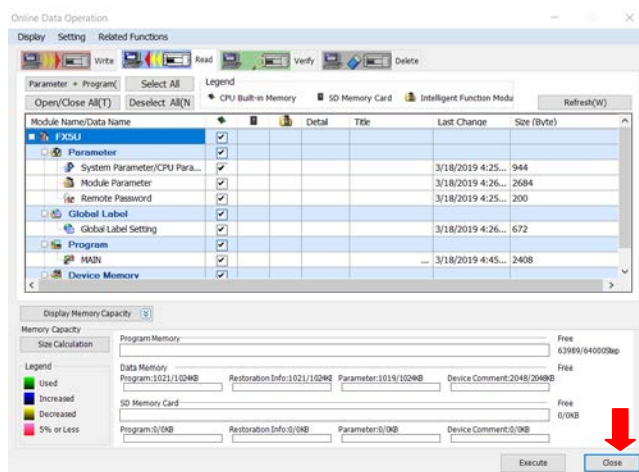 Online Data Operation
Display Setting Related Functions
Write Read Verify Delete
Parameter + Program( Select All Legend
Open/Close All(T) Deselect All(N CPU Built-in Memory SD Memory Card Intelligent Function Modu Refresh(W)
Module Name/Data Name Detail Title Last Change Size (Byte)
FX5U
Parameter
System Parameter/CPU Para... 3/18/2019 4:25... 944
Module Parameter 3/18/2019 4:26... 2684
Remote Password 3/18/2019 4:25... 200
Global Label
Global Label Setting 3/18/2019 4:26... 672
Program
MAIN ... 3/18/2019 4:45... 2408
Device Memory
Display Memory Capacity
Memory Capacity
Size Calculation Program Memory Free
63989/64000Step
Legend Data Memory Free
Used Program:1021/1024KB Restoration Info:1021/1024KB Parameter:1019/1024KB Device Comment:2048/2048KB
Increased
SD Memory Card Free
Decreased 0/0KB
5% or Less Program:0/0KB Restoration Info:0/0KB Parameter:0/0KB Device Comment:0/0KB
Execute Close